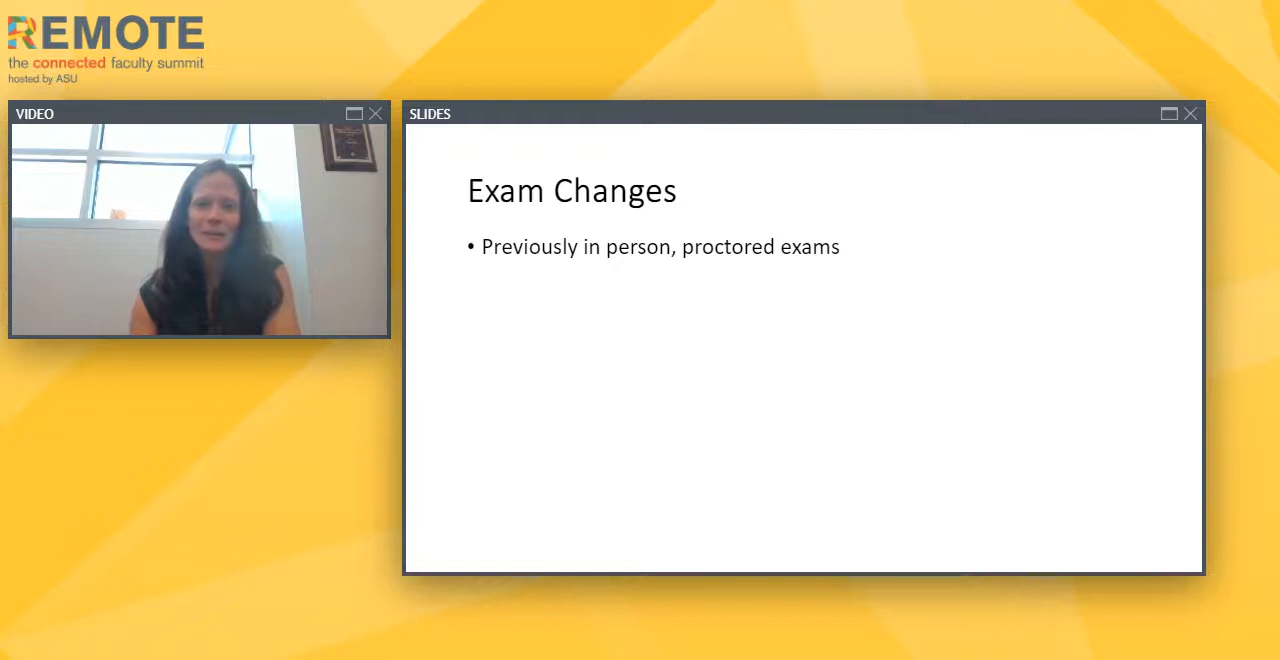 REMOTE
the connected faculty summit
hosted by ASU
VIDEO
SLIDES
Exam Changes
• Previously in person, proctored exams